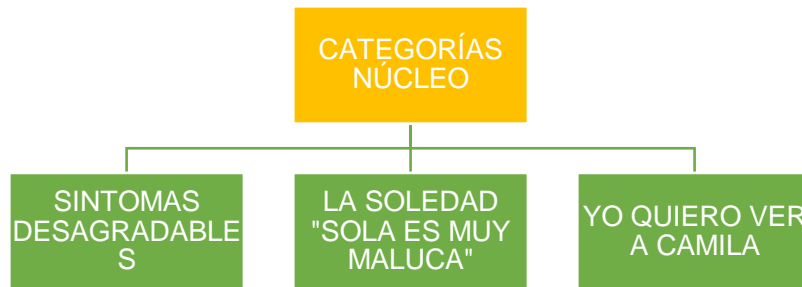 CATEGORÍAS
NÚCLEO
SINTOMAS
DESAGRADABLE
S
LA SOLEDAD
"SOLA ES MUY
MALUCA"
YO QUIERO VER
A CAMILA